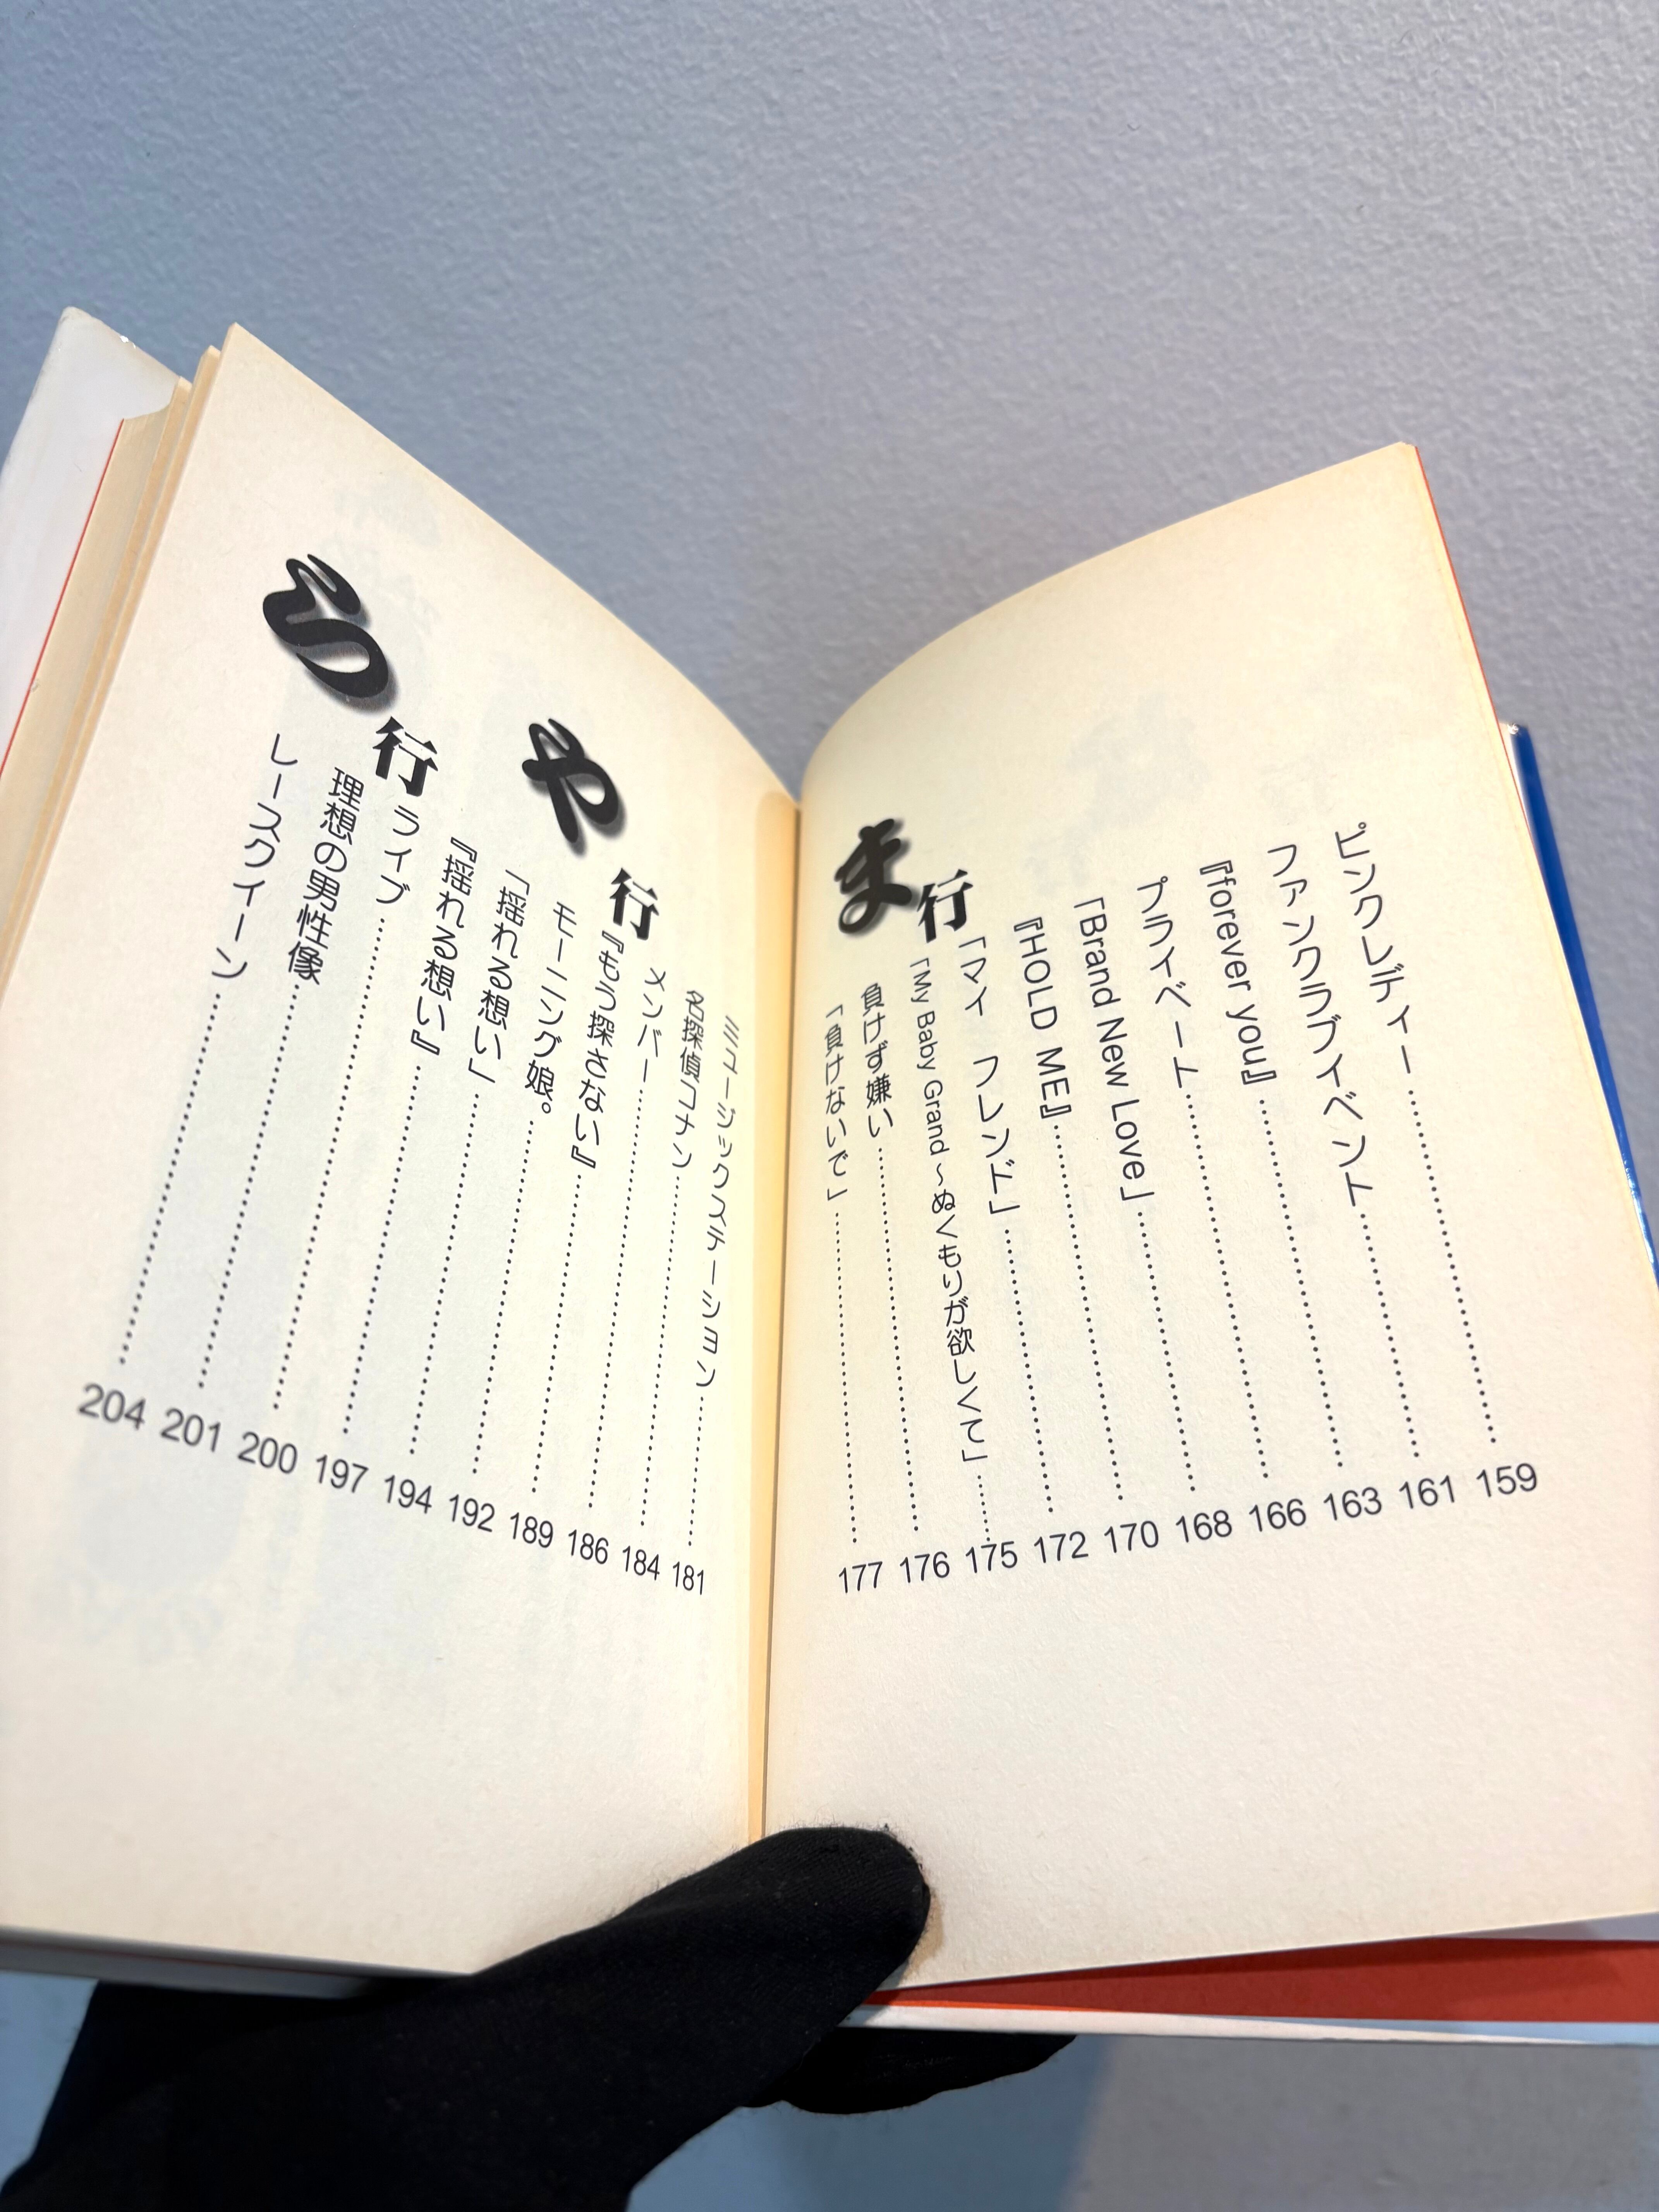 ピンクレディー 159
ファンクラブイベント 161
『forever you』 163
プライベート 166
「Brand New Love」 168
『HOLD ME』 170
ま行
「マイ フレンド」 172
「My Baby Grand ～ぬくもりが欲しくて」 175
負けず嫌い 176
「負けないで」 177
ミュージックステーション 181
名探偵コナン 184
メンバー 186
『もう探さない』 189
モーニング娘。 192
や行
「揺れる想い」 194
『揺れる想い』 197
ら行
ライブ 200
理想の男性像 201
レースクイーン 204